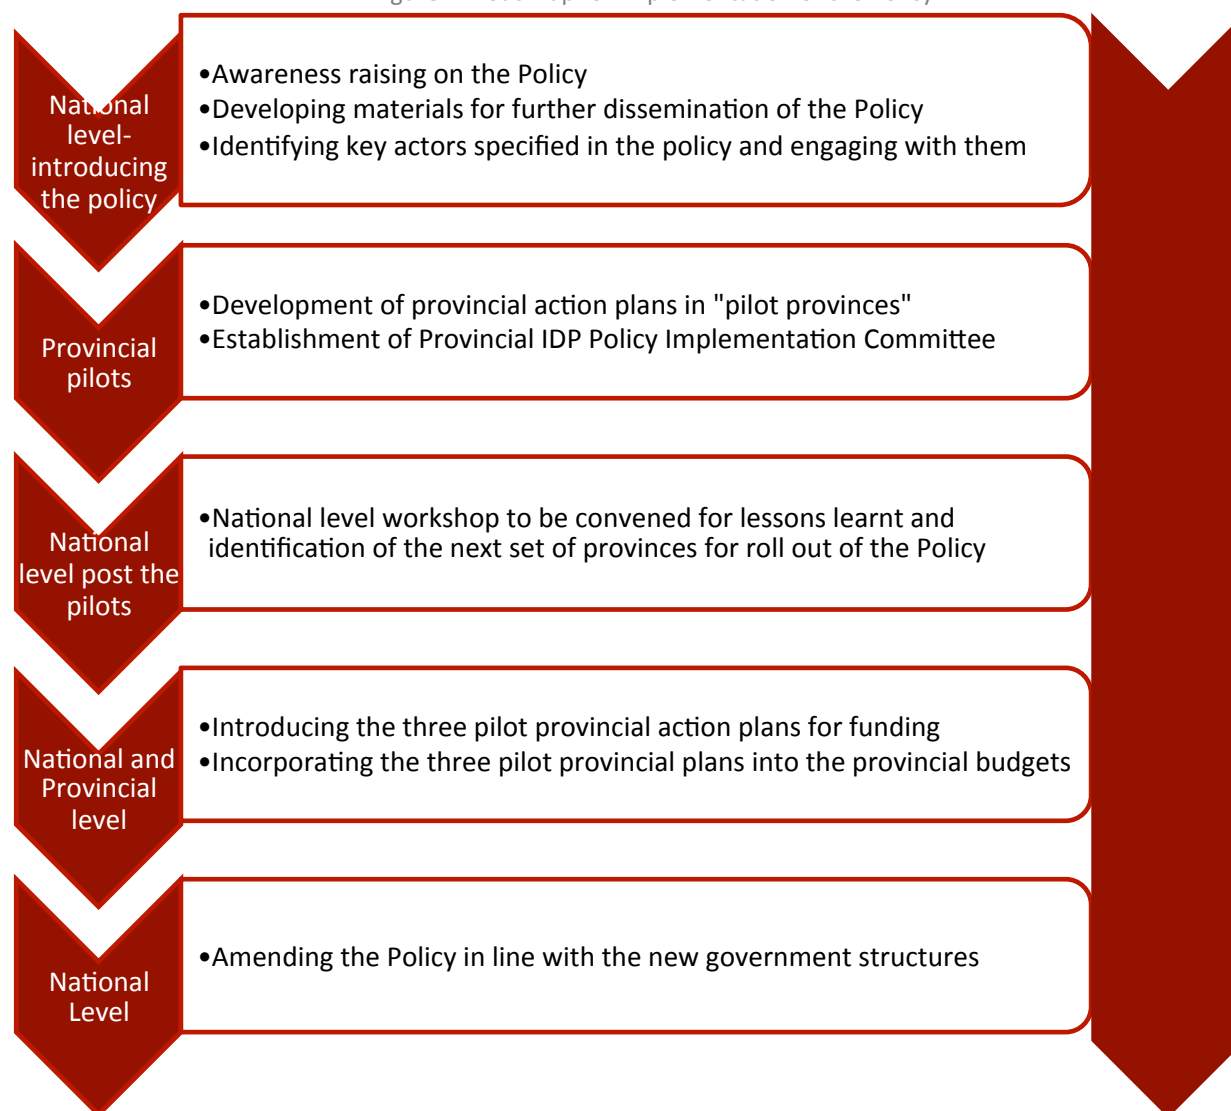 National
level-
introducing
the policy
•Awareness raising on the Policy
•Developing materials for further dissemination of the Policy
•Identifying key actors specified in the policy and engaging with them
Provincial
pilots
•Development of provincial action plans in "pilot provinces"
•Establishment of Provincial IDP Policy Implementation Committee
National
level post the
pilots
•National level workshop to be convened for lessons learnt and
identification of the next set of provinces for roll out of the Policy
National and
Provincial
level
•Introducing the three pilot provincial action plans for funding
•Incorporating the three pilot provincial plans into the provincial budgets
National
Level
•Amending the Policy in line with the new government structures